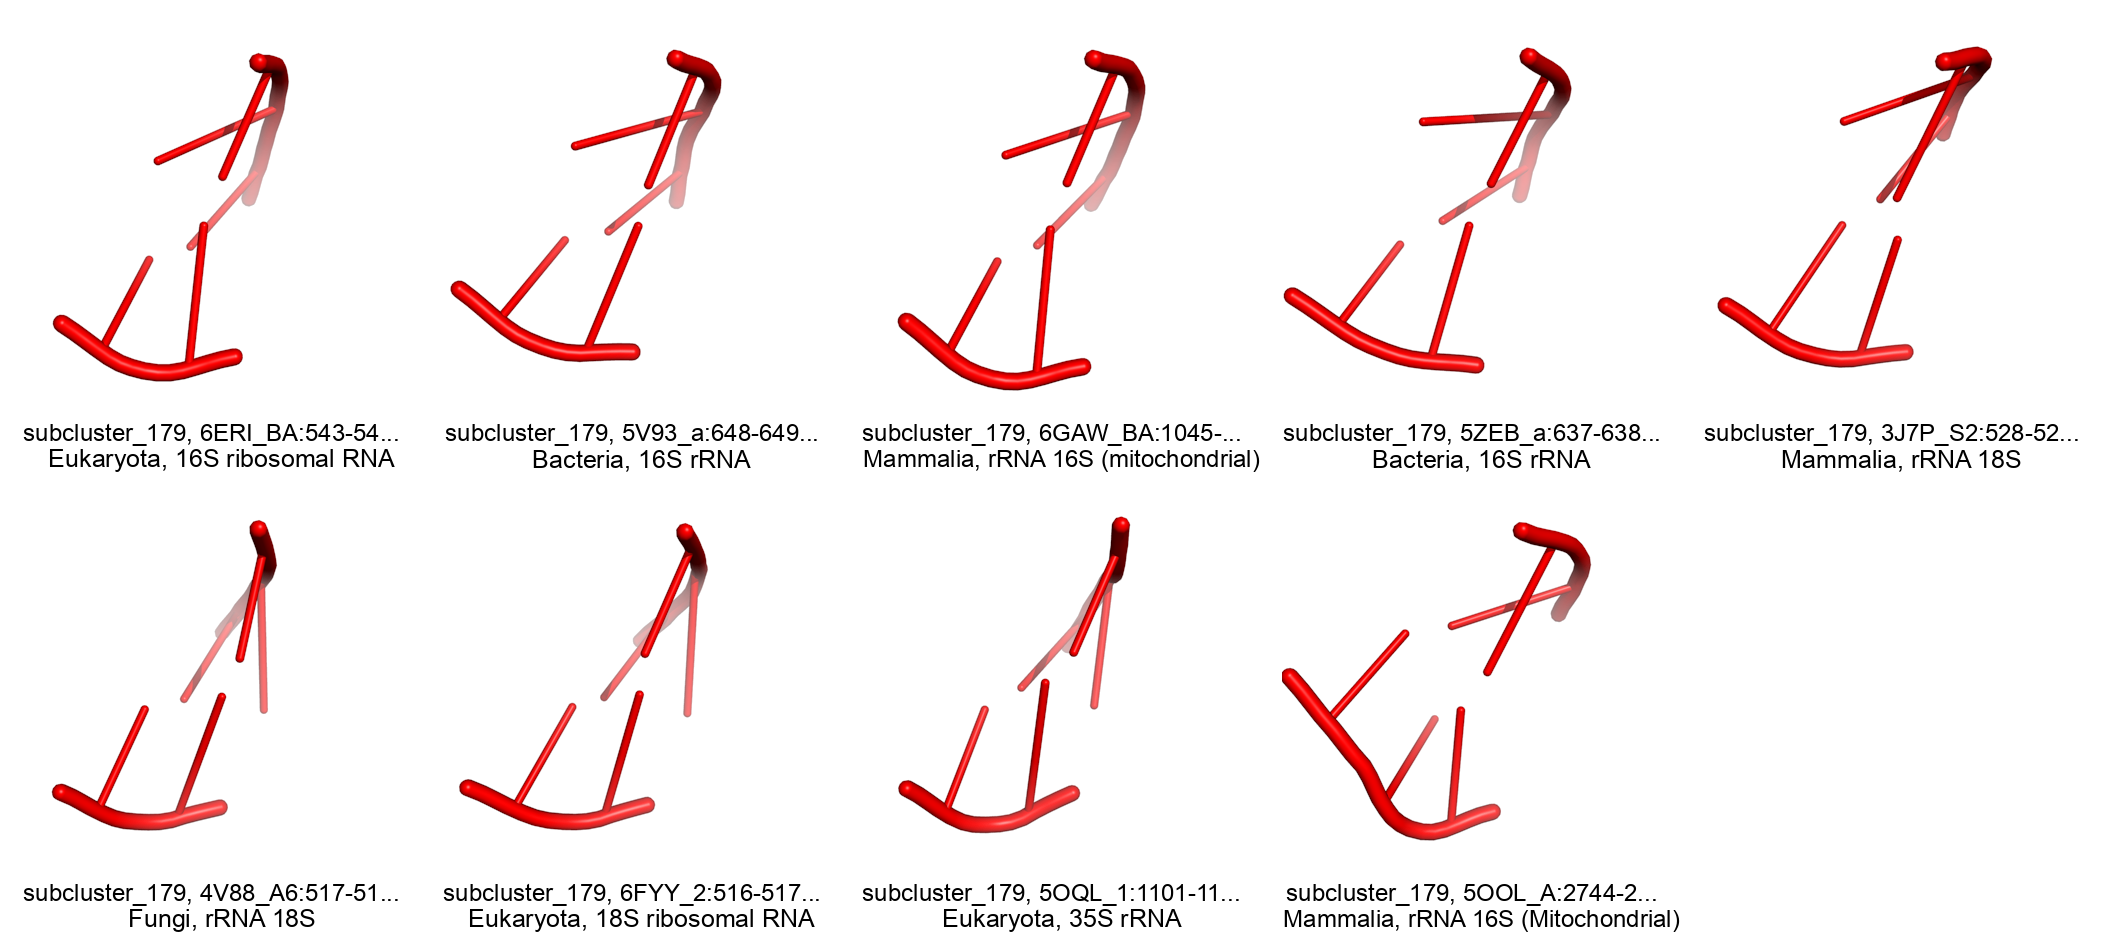 subcluster_179, 6ERI_BA:543-54...
Eukaryota, 16S ribosomal RNA
subcluster_179, 5V93_a:648-649...
Bacteria, 16S rRNA
subcluster_179, 6GAW_BA:1045-...
Mammalia, rRNA 16S (mitochondrial)
subcluster_179, 5ZEB_a:637-638...
Bacteria, 16S rRNA
subcluster_179, 3J7P_S2:528-52...
Mammalia, rRNA 18S
subcluster_179, 4V88_A6:517-51...
Fungi, rRNA 18S
subcluster_179, 6FYY_2:516-517...
Eukaryota, 18S ribosomal RNA
subcluster_179, 5OQL_1:1101-11...
Eukaryota, 35S rRNA
subcluster_179, 5OOL_A:2744-2...
Mammalia, rRNA 16S (Mitochondrial)